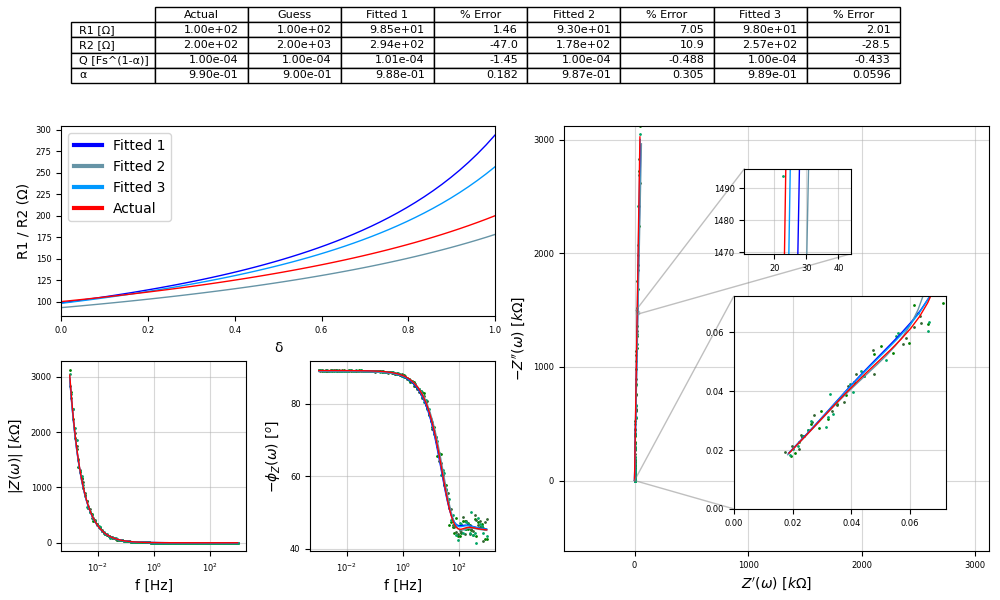 Actual Guess Fitted 1 % Error Fitted 2 % Error Fitted 3 % Error
R1 [Ω] 1.00e+02 1.00e+02 9.85e+01 1.46 9.30e+01 7.05 9.80e+01 2.01
R2 [Ω] 2.00e+02 2.00e+03 2.94e+02 -47.0 1.78e+02 10.9 2.57e+02 -28.5
Q [Fs^(1-α)] 1.00e-04 1.00e-04 1.01e-04 -1.45 1.00e-04 -0.488 1.00e-04 -0.433
α 9.90e-01 9.00e-01 9.88e-01 0.182 9.87e-01 0.305 9.89e-01 0.0596
R1 / R2 (Ω)
300
275
250
225
200
175
150
125
100
Fitted 1
Fitted 2
Fitted 3
Actual
0.0 0.2 0.4 0.6 0.8 1.0
δ
|Z(ω)| [kΩ]
3000
2000
1000
0
10⁻² 10⁰ 10²
f [Hz]
-ϕ_Z(ω) [°]
80
60
40
10⁻² 10⁰ 10²
f [Hz]
-Z″(ω) [kΩ]
3000
2000
1000
0
0 1000 2000 3000
Z′(ω) [kΩ]
1490
1480
1470
20 30 40
0.06
0.04
0.02
0.00
0.00 0.02 0.04 0.06